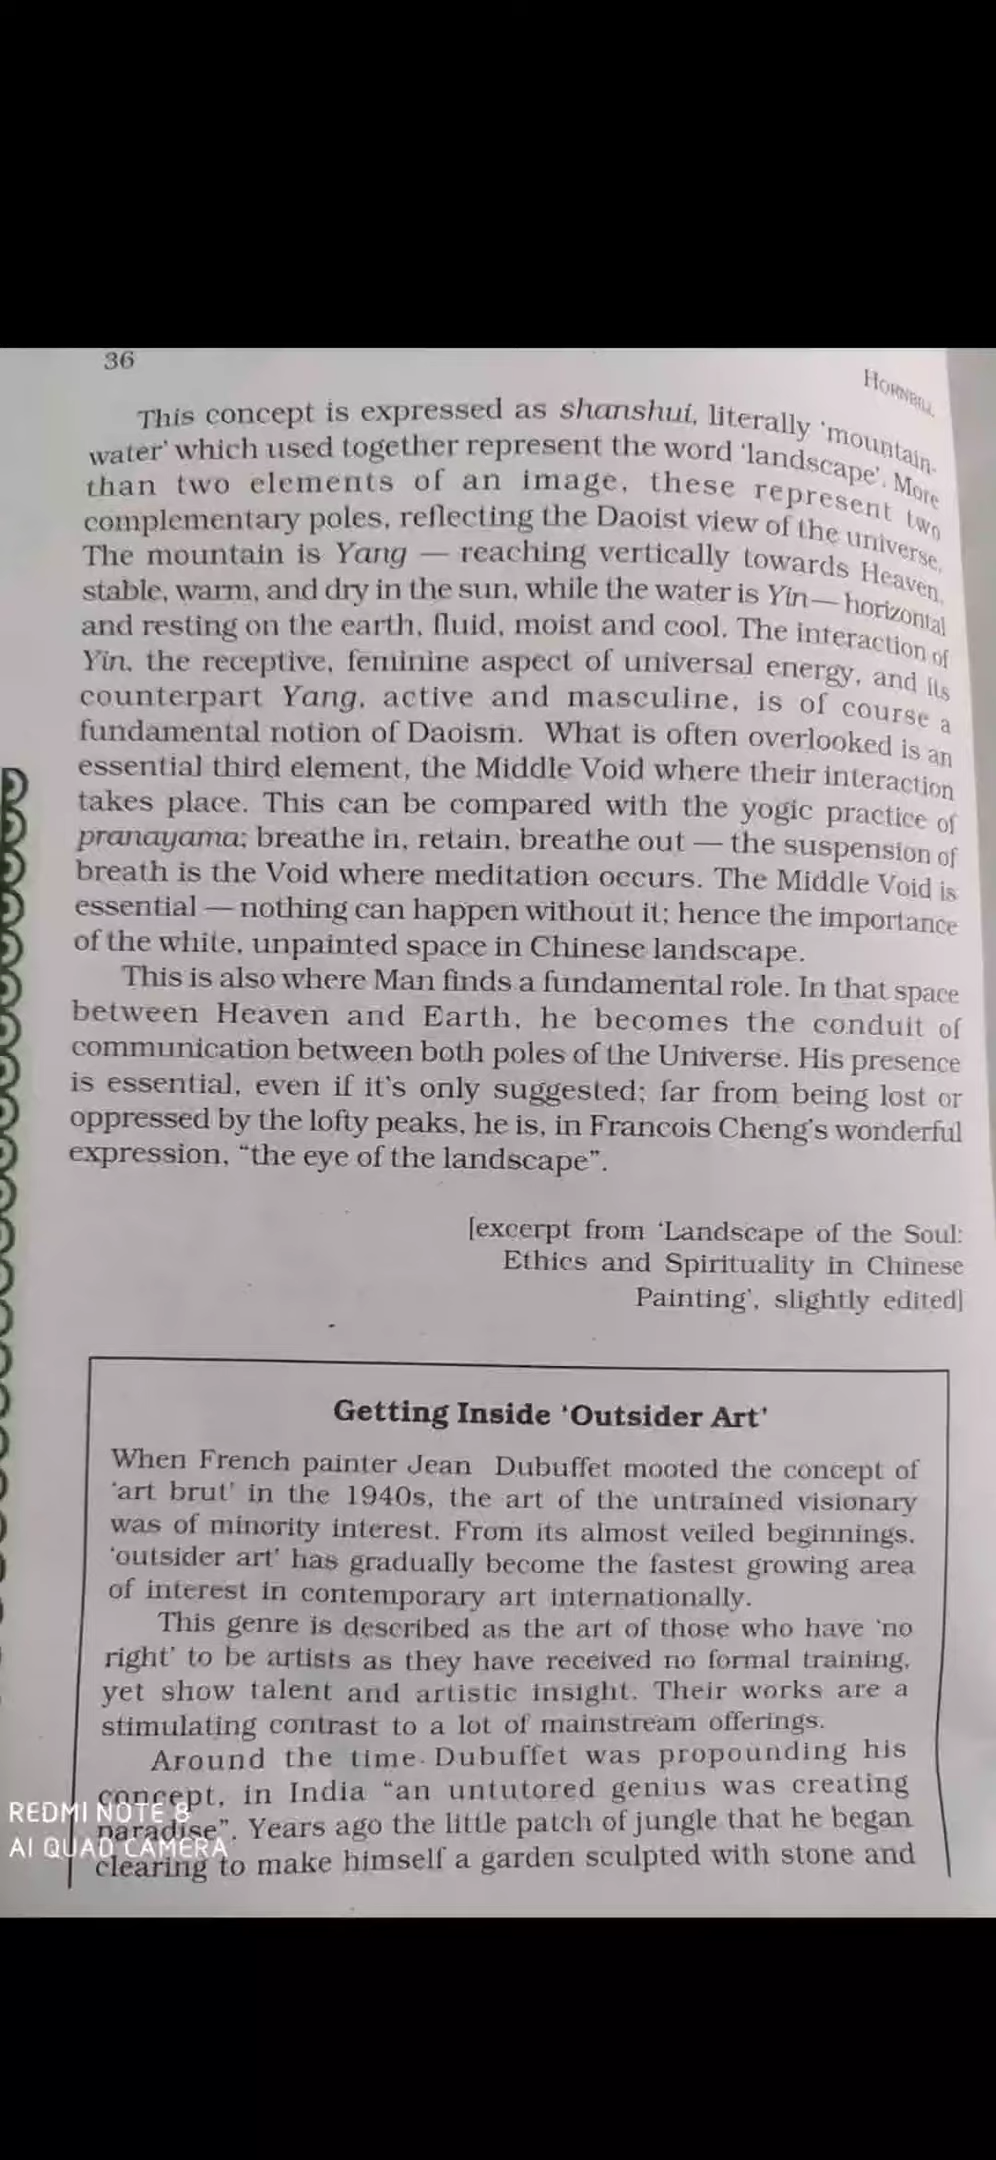 36
HORNBILL
This concept is expressed as shanshui, literally 'mountain-
water' which used together represent the word 'landscape'. More
than two elements of an image, these represent two
complementary poles, reflecting the Daoist view of the universe.
The mountain is Yang — reaching vertically towards Heaven,
stable, warm, and dry in the sun, while the water is Yin — horizontal
and resting on the earth, fluid, moist and cool. The interaction of
Yin, the receptive, feminine aspect of universal energy, and its
counterpart Yang, active and masculine, is of course a
fundamental notion of Daoism. What is often overlooked is an
essential third element, the Middle Void where their interaction
takes place. This can be compared with the yogic practice of
pranayama; breathe in, retain, breathe out — the suspension of
breath is the Void where meditation occurs. The Middle Void is
essential — nothing can happen without it; hence the importance
of the white, unpainted space in Chinese landscape.
This is also where Man finds a fundamental role. In that space
between Heaven and Earth, he becomes the conduit of
communication between both poles of the Universe. His presence
is essential, even if it's only suggested; far from being lost or
oppressed by the lofty peaks, he is, in Francois Cheng's wonderful
expression, "the eye of the landscape".
[excerpt from 'Landscape of the Soul:
Ethics and Spirituality in Chinese
Painting', slightly edited]
Getting Inside 'Outsider Art'
When French painter Jean Dubuffet mooted the concept of
'art brut' in the 1940s, the art of the untrained visionary
was of minority interest. From its almost veiled beginnings,
'outsider art' has gradually become the fastest growing area
of interest in contemporary art internationally.
This genre is described as the art of those who have 'no
right' to be artists as they have received no formal training,
yet show talent and artistic insight. Their works are a
stimulating contrast to a lot of mainstream offerings.
Around the time Dubuffet was propounding his
concept, in India "an untutored genius was creating
paradise". Years ago the little patch of jungle that he began
clearing to make himself a garden sculpted with stone and
REDMI NOTE 8
AI QUAD CAMERA